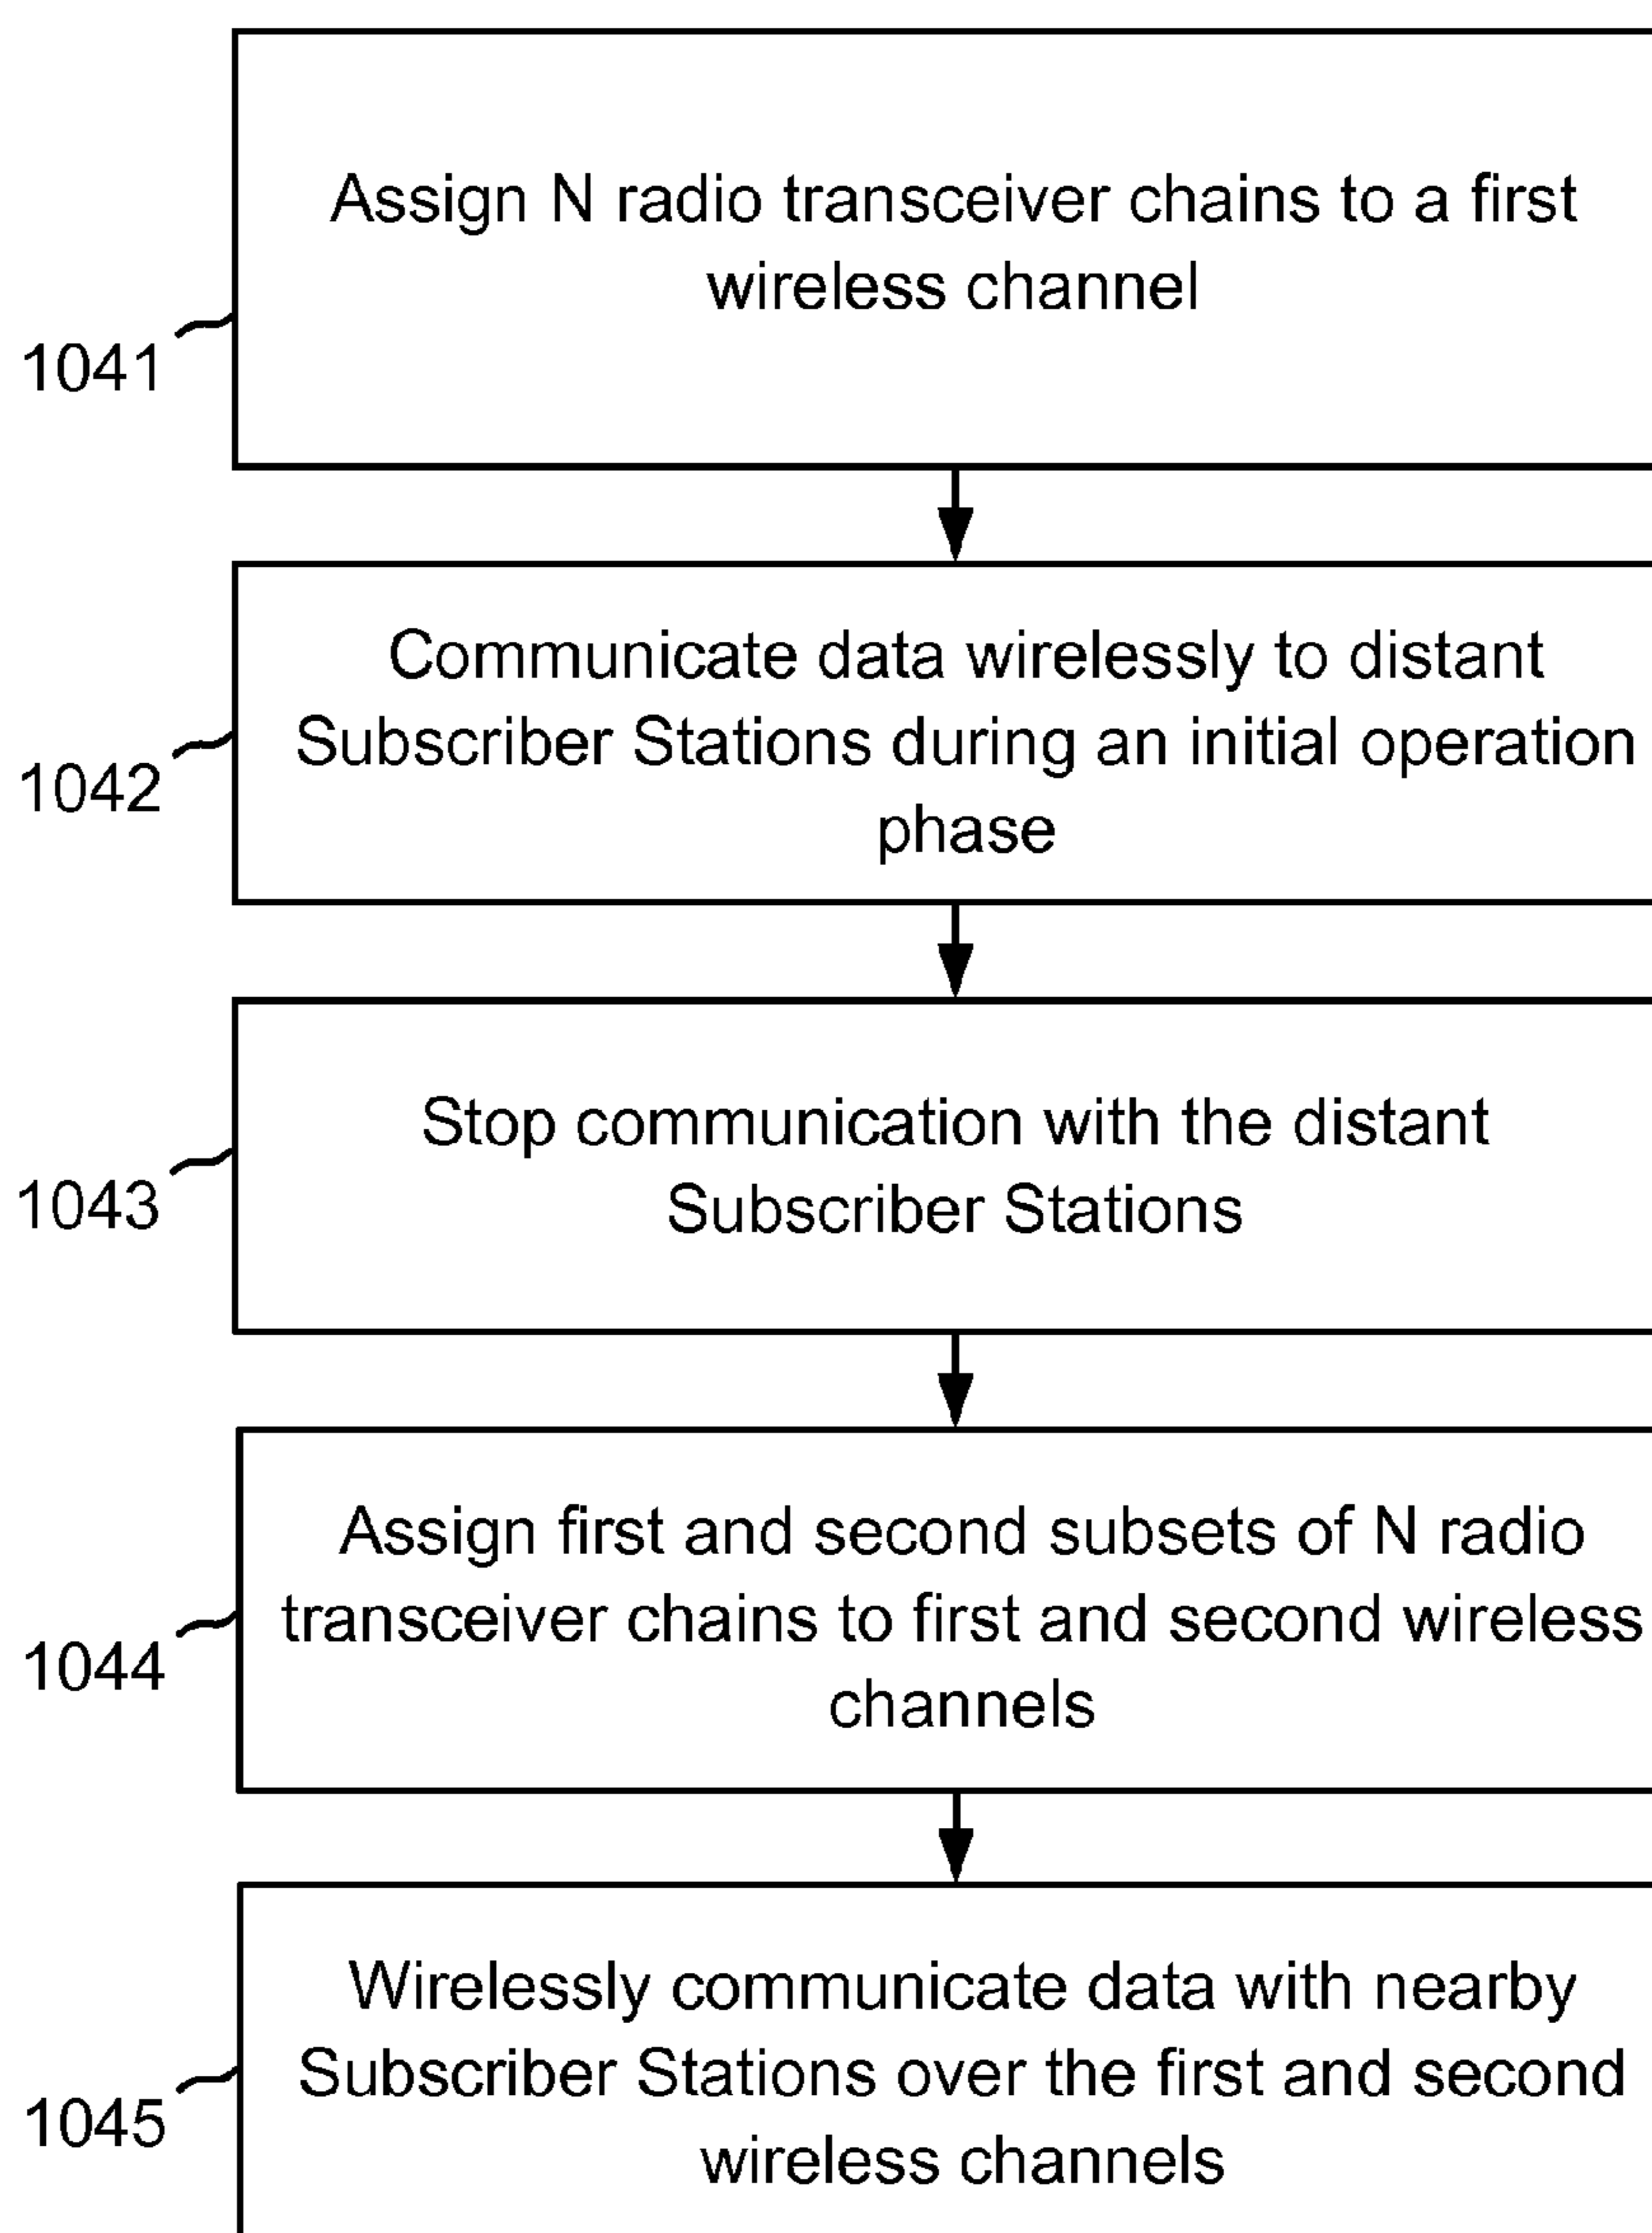 Assign N radio transceiver chains to a first
wireless channel
1041
Communicate data wirelessly to distant
Subscriber Stations during an initial operation
phase
1042
Stop communication with the distant
Subscriber Stations
1043
Assign first and second subsets of N radio
transceiver chains to first and second wireless
channels
1044
Wirelessly communicate data with nearby
Subscriber Stations over the first and second
wireless channels
1045